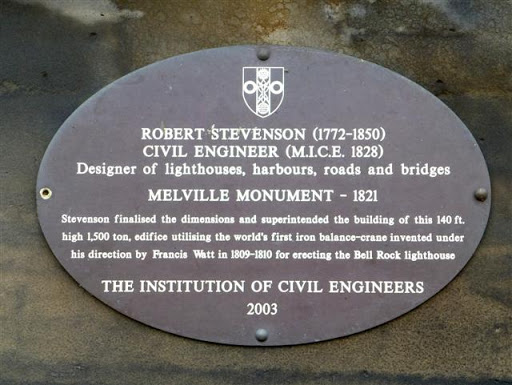 ROBERT STEVENSON (1772-1850)
CIVIL ENGINEER (M.I.C.E. 1828)
Designer of lighthouses, harbours, roads and bridges
MELVILLE MONUMENT - 1821
Stevenson finalised the dimensions and superintended the building of this 140 ft.
high 1,500 ton, edifice utilising the world's first iron balance-crane invented under
his direction by Francis Watt in 1809-1810 for erecting the Bell Rock lighthouse
THE INSTITUTION OF CIVIL ENGINEERS
2003